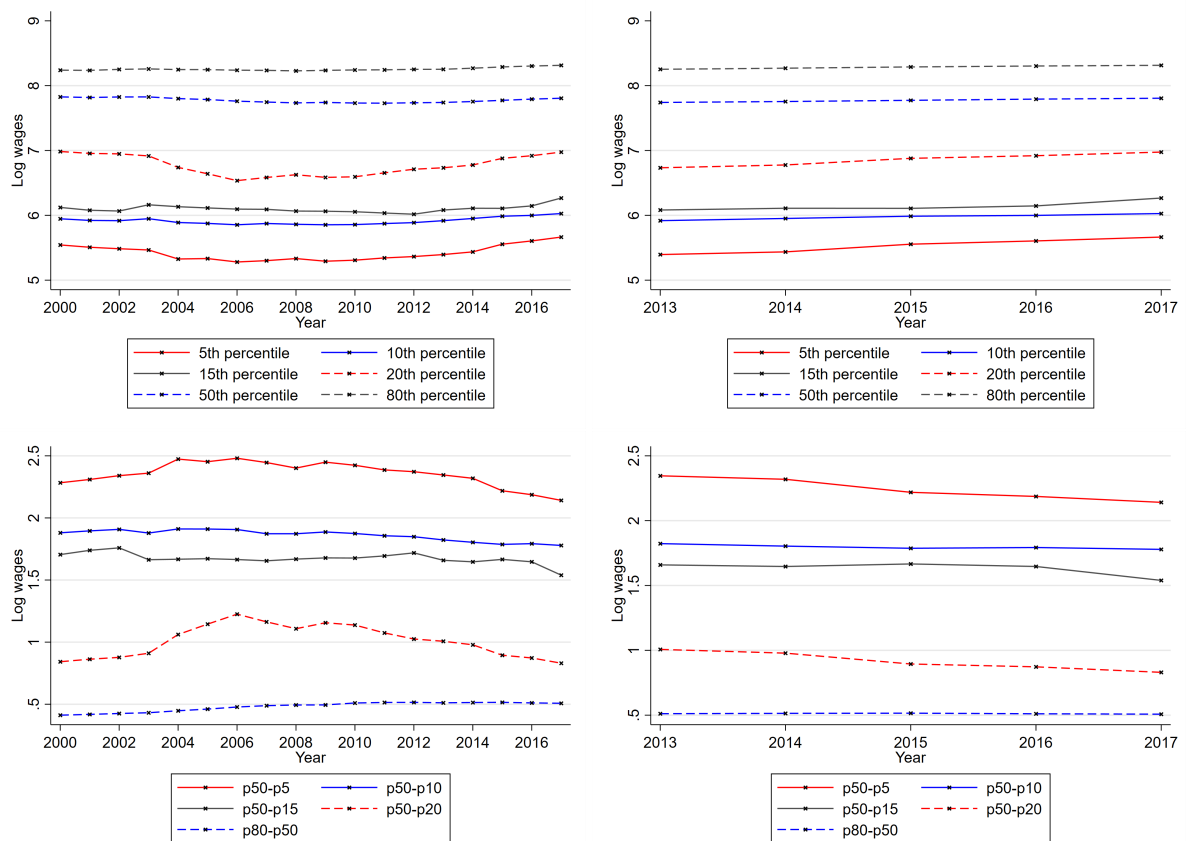 9
8
7
6
5
Log wages
2000 2002 2004 2006 2008 2010 2012 2014 2016
Year
5th percentile 10th percentile
15th percentile 20th percentile
50th percentile 80th percentile
9
8
7
6
5
Log wages
2013 2014 2015 2016 2017
Year
5th percentile 10th percentile
15th percentile 20th percentile
50th percentile 80th percentile
2.5
2
1.5
1
.5
Log wages
2000 2002 2004 2006 2008 2010 2012 2014 2016
Year
p50-p5 p50-p10
p50-p15 p50-p20
p80-p50
2.5
2
1.5
1
.5
Log wages
2013 2014 2015 2016 2017
Year
p50-p5 p50-p10
p50-p15 p50-p20
p80-p50